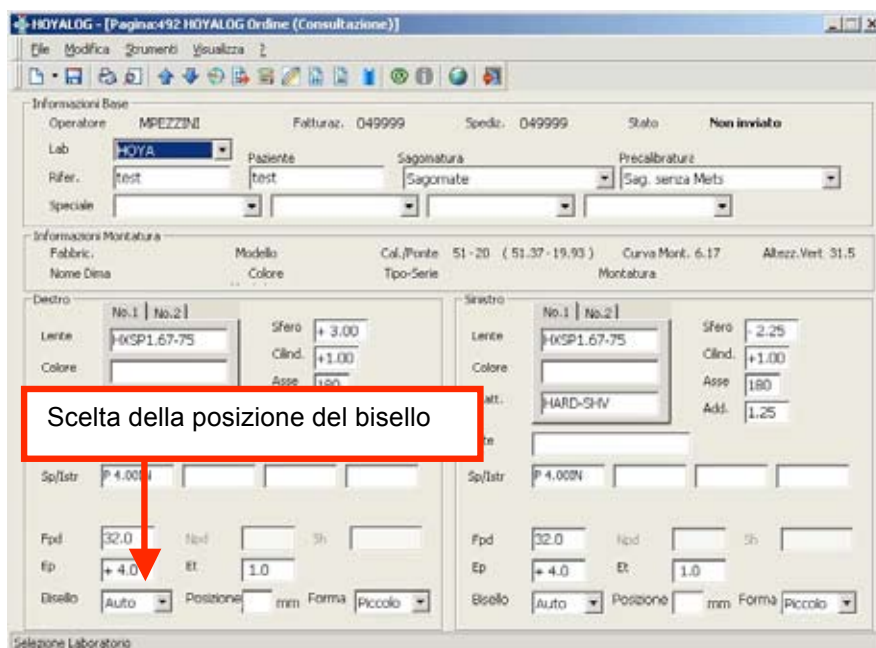 HOYALOG - [Pagina:492 HOYALOG Ordine (Consultazione)]
File Modifica Strumenti Visualizza ?
Informazioni Base
Operatore MPEZZINI Fatturaz. 049999 Spediz. 049999 Stato Non inviato
Lab HOYA Paziente Sagomatura Precalibratura
Rifer. test test Sagomate Sag. senza Mets
Speciale
Informazioni Montatura
Fabbric. Modello Cal./Ponte 51-20 ( 51.37-19.93 ) Curva Mont. 6.17 Altezz.Vert 31.5
Nome Dima Colore Tipo-Serie Montatura
Destro
No.1 No.2
Lente HXSP1.67-75 Sfero + 3.00
Colore Cilind. +1.00
Asse 180
Scelta della posizione del bisello
Sp/Istr P 4.00IN
Fpd 32.0 Npd Sh
Ep + 4.0 Et 1.0
Bisello Auto Posizione mm Forma Piccolo
Sinistro
No.1 No.2
Lente HXSP1.67-75 Sfero - 2.25
Colore Cilind. +1.00
Asse 180
att. HARD-SHV Add. 1.25
Sp/Istr P 4.00IN
Fpd 32.0 Npd Sh
Ep + 4.0 Et 1.0
Bisello Auto Posizione mm Forma Piccolo
Selezione Laboratorio